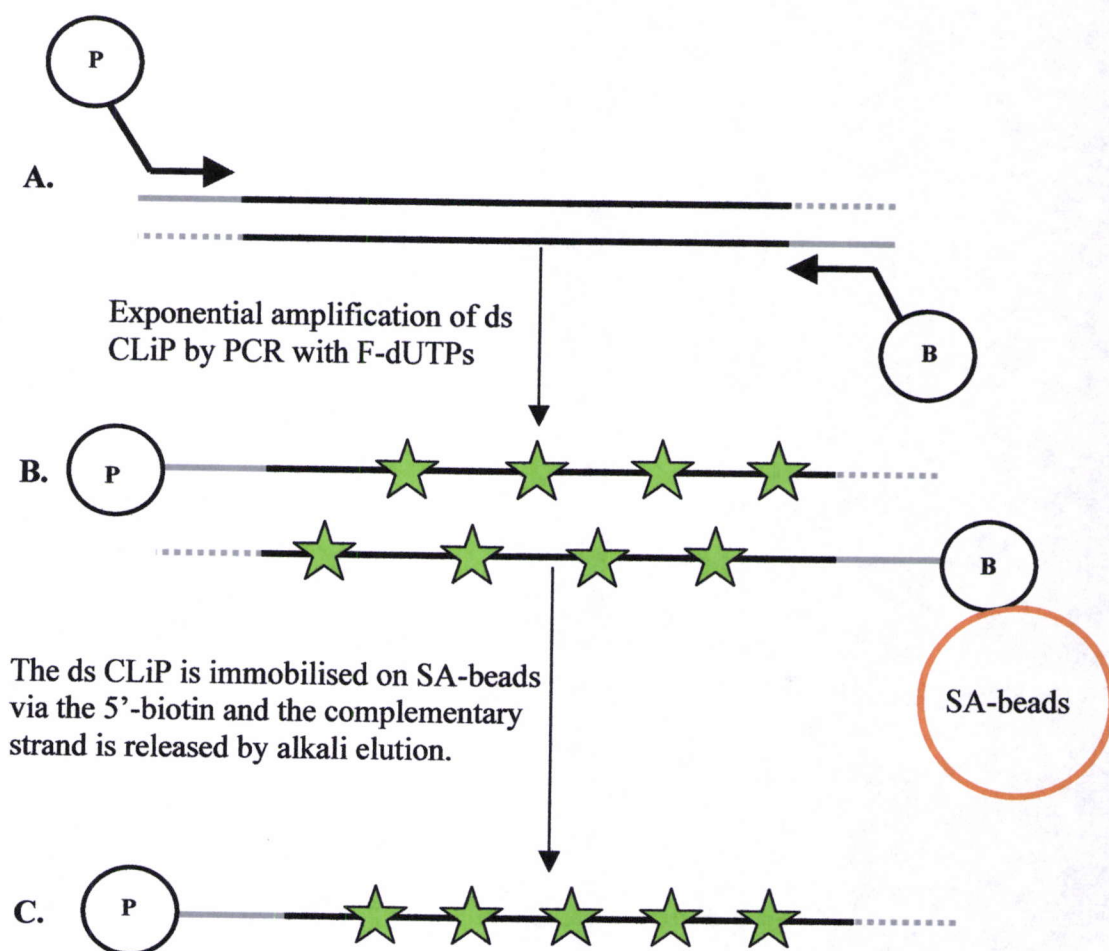 P
A.
Exponential amplification of ds
CLiP by PCR with F-dUTPs
B
B.
P
B
The ds CLiP is immobilised on SA-beads
via the 5’-biotin and the complementary
strand is released by alkali elution.
SA-beads
C.
P